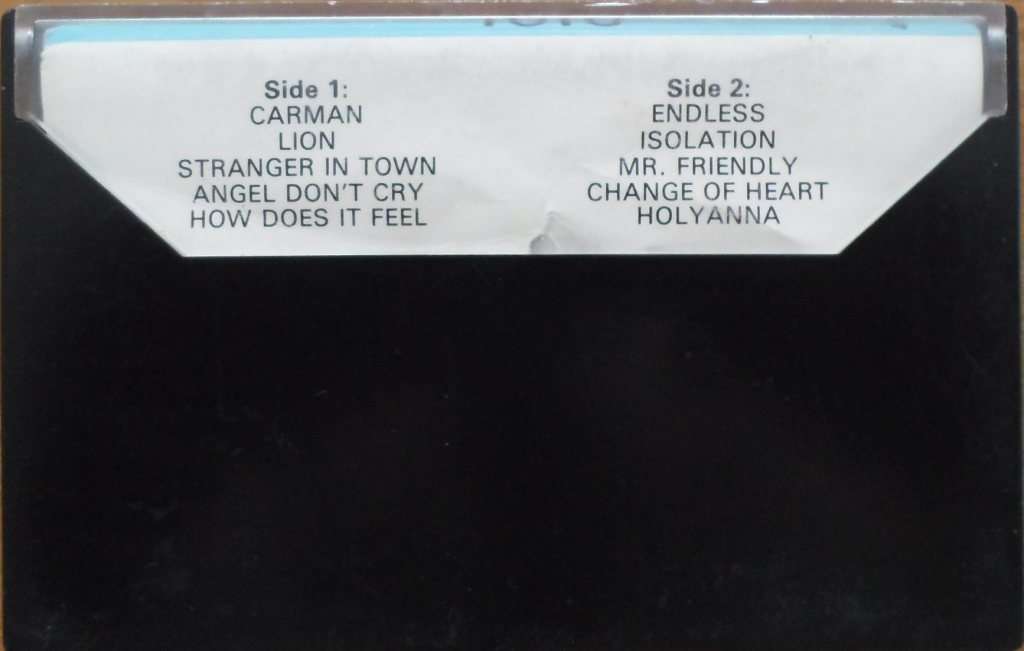 Side 1:
CARMAN
LION
STRANGER IN TOWN
ANGEL DON'T CRY
HOW DOES IT FEEL
Side 2:
ENDLESS
ISOLATION
MR. FRIENDLY
CHANGE OF HEART
HOLYANNA